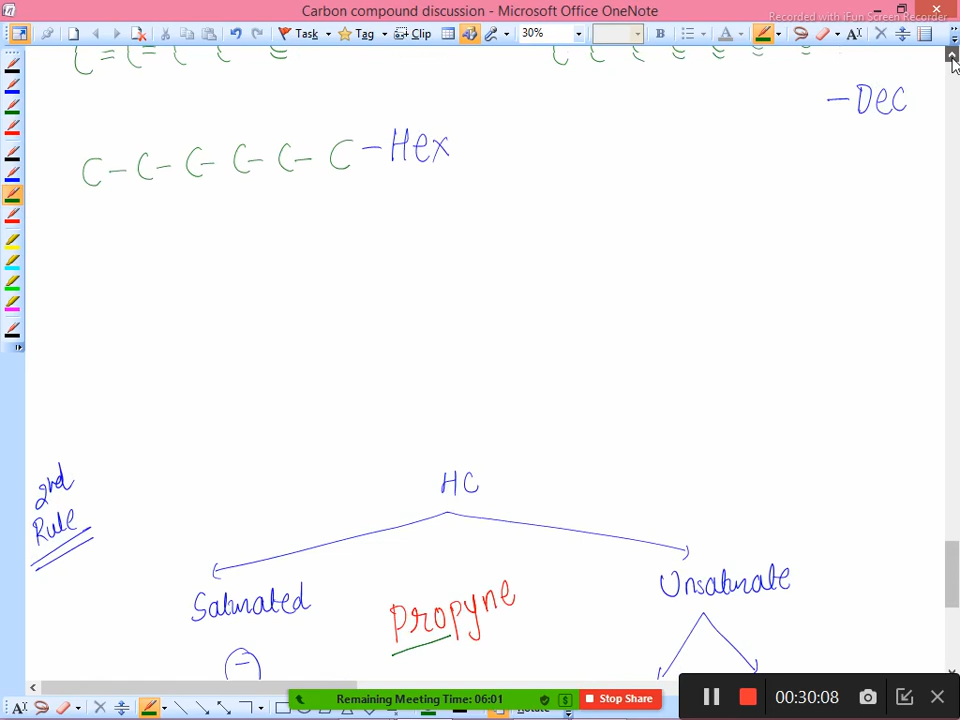 Carbon compound discussion - Microsoft Office OneNote
Recorded with iFun Screen Recorder
Task
Tag
Clip
30%
B
A
- Dec
C - C - C - C - C - C - Hex
2nd
Rule
HC
Saturated
Propyne
Unsaturate
Remaining Meeting Time: 06:01
Stop Share
00:30:08